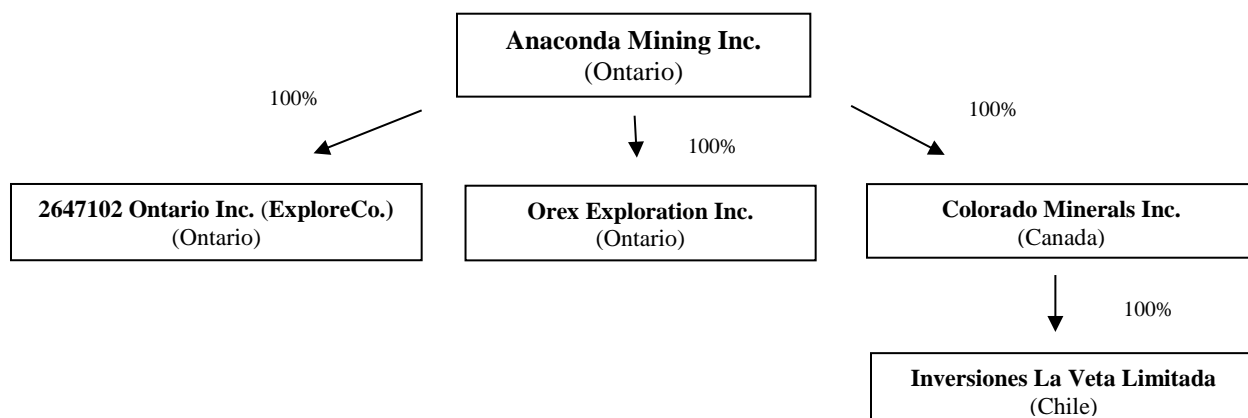 Anaconda Mining Inc.
(Ontario)
100%
100%
100%
2647102 Ontario Inc. (ExploreCo.)
(Ontario)
Orex Exploration Inc.
(Ontario)
Colorado Minerals Inc.
(Canada)
100%
Inversiones La Veta Limitada
(Chile)